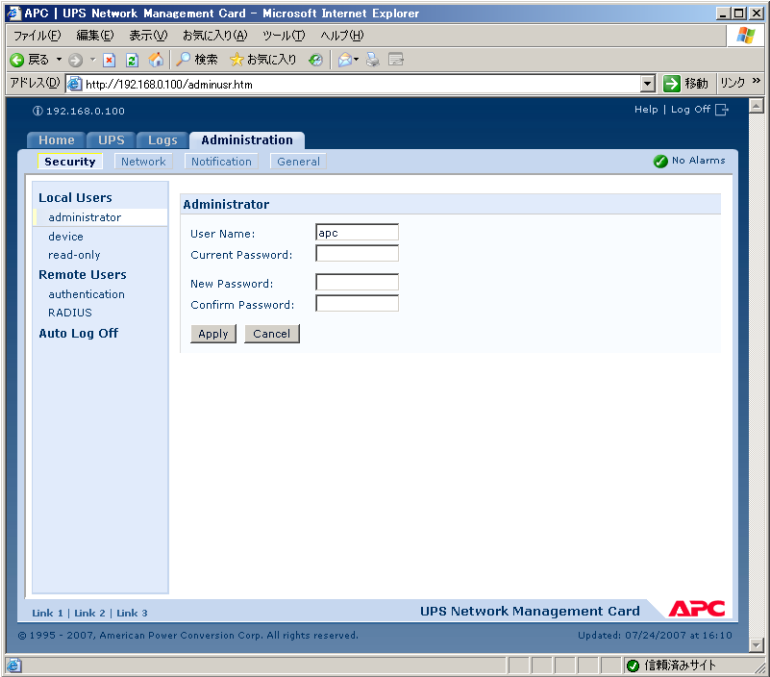 APC | UPS Network Management Card - Microsoft Internet Explorer
ファイル(F) 編集(E) 表示(V) お気に入り(A) ツール(T) ヘルプ(H)
戻る 検索 お気に入り
アドレス(D) http://192.168.0.100/adminusr.htm 移動 リンク »
192.168.0.100 Help | Log Off
Home UPS Logs Administration
Security Network Notification General No Alarms
Local Users
administrator
device
read-only
Remote Users
authentication
RADIUS
Auto Log Off
Administrator
User Name: apc
Current Password:
New Password:
Confirm Password:
Apply Cancel
Link 1 | Link 2 | Link 3 UPS Network Management Card APC
© 1995 - 2007, American Power Conversion Corp. All rights reserved. Updated: 07/24/2007 at 16:10
信頼済みサイト